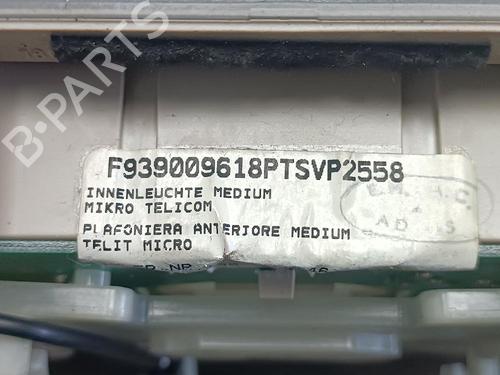 F939009618PTSVP2558
INNENLEUCHTE MEDIUM
MIKRO TELICOM
PLAFONIERA ANTERIORE MEDIUM
TELIT MICRO
B-Parts